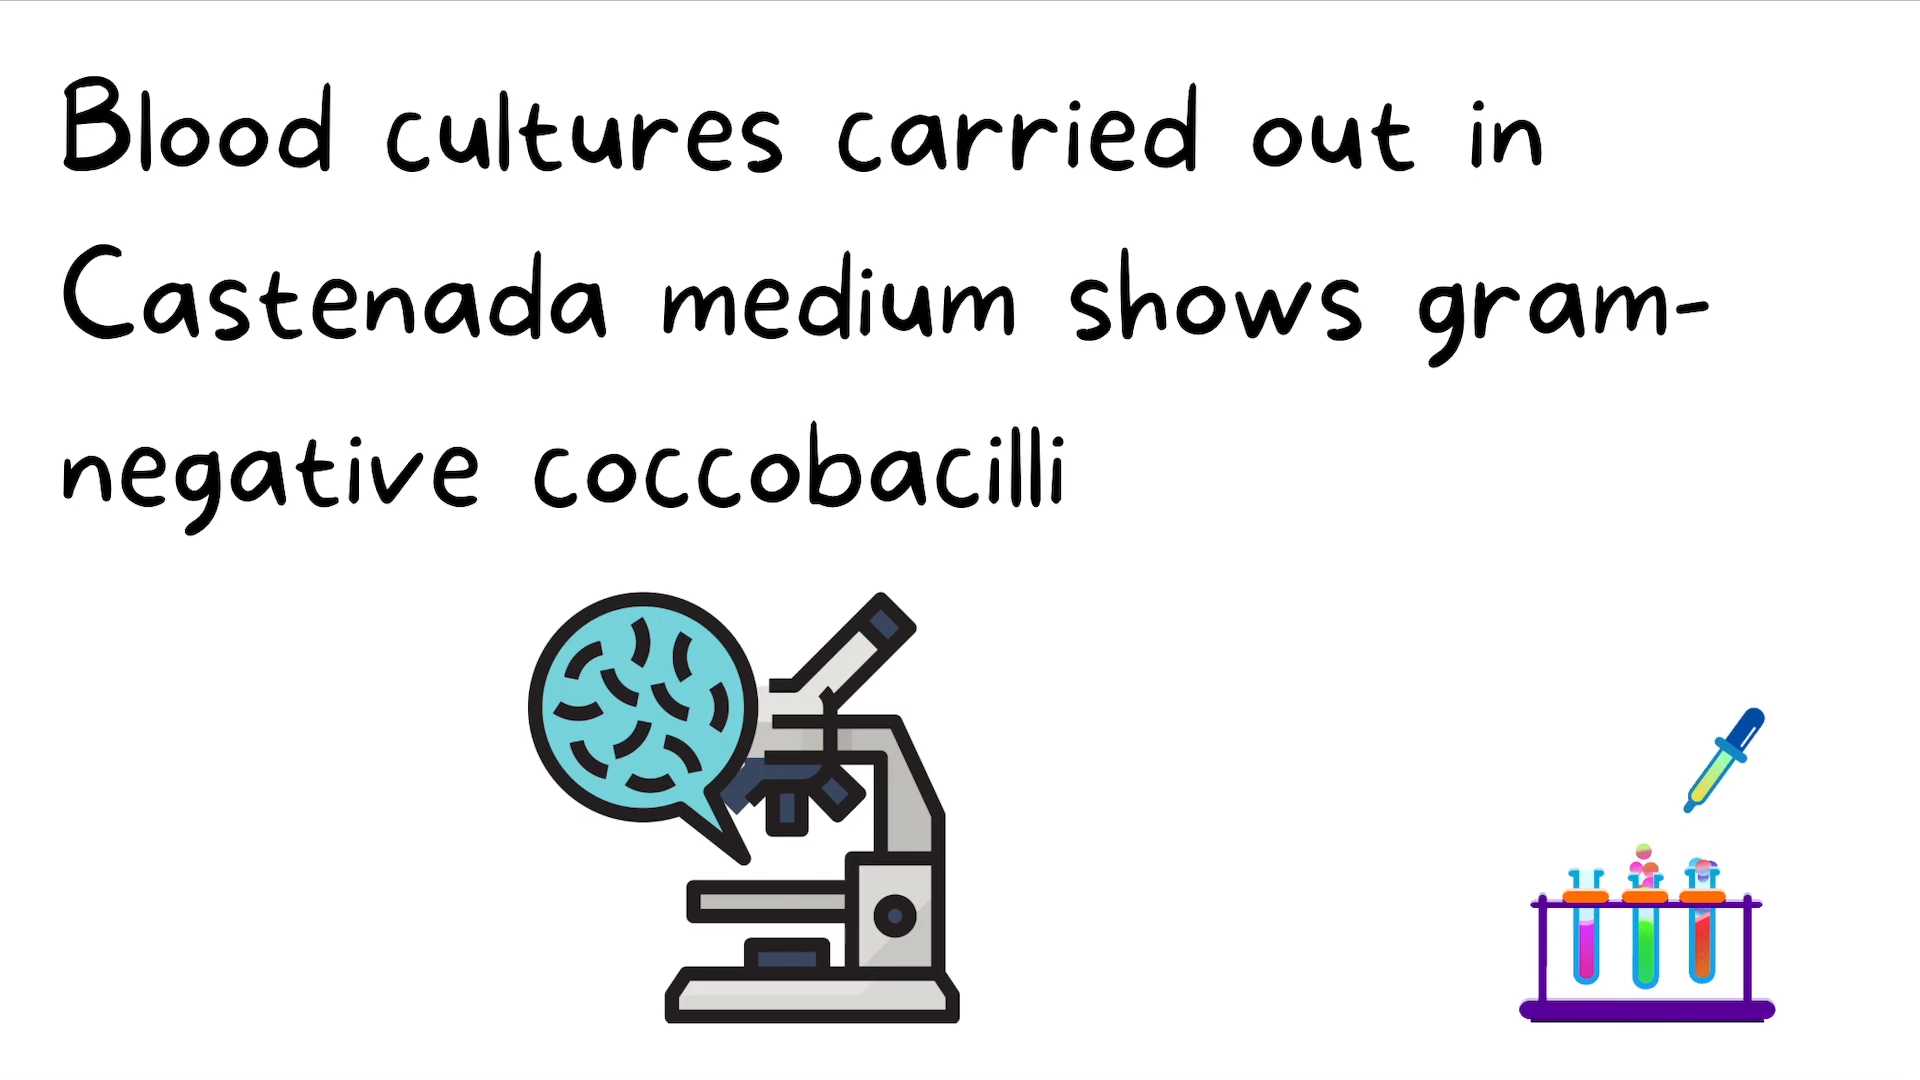 Blood cultures carried out in
Castenada medium shows gram-
negative coccobacilli